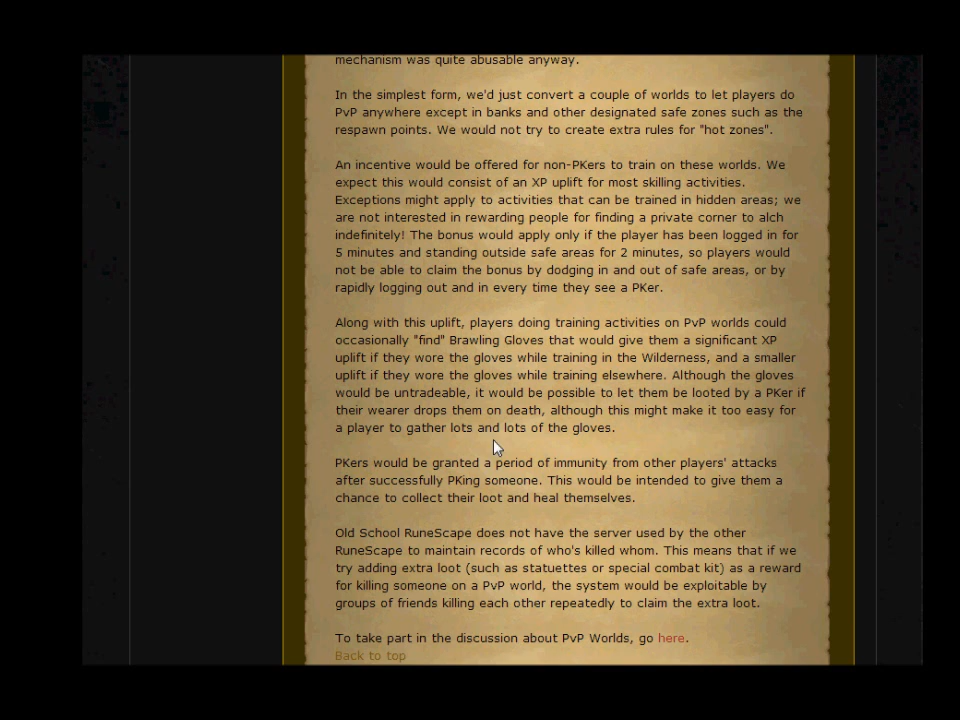 mechanism was quite abusable anyway.
In the simplest form, we'd just convert a couple of worlds to let players do
PvP anywhere except in banks and other designated safe zones such as the
respawn points. We would not try to create extra rules for "hot zones".
An incentive would be offered for non-PKers to train on these worlds. We
expect this would consist of an XP uplift for most skilling activities.
Exceptions might apply to activities that can be trained in hidden areas; we
are not interested in rewarding people for finding a private corner to alch
indefinitely! The bonus would apply only if the player has been logged in for
5 minutes and standing outside safe areas for 2 minutes, so players would
not be able to claim the bonus by dodging in and out of safe areas, or by
rapidly logging out and in every time they see a PKer.
Along with this uplift, players doing training activities on PvP worlds could
occasionally "find" Brawling Gloves that would give them a significant XP
uplift if they wore the gloves while training in the Wilderness, and a smaller
uplift if they wore the gloves while training elsewhere. Although the gloves
would be untradeable, it would be possible to let them be looted by a PKer if
their wearer drops them on death, although this might make it too easy for
a player to gather lots and lots of the gloves.
PKers would be granted a period of immunity from other players' attacks
after successfully PKing someone. This would be intended to give them a
chance to collect their loot and heal themselves.
Old School RuneScape does not have the server used by the other
RuneScape to maintain records of who's killed whom. This means that if we
try adding extra loot (such as statuettes or special combat kit) as a reward
for killing someone on a PvP world, the system would be exploitable by
groups of friends killing each other repeatedly to claim the extra loot.
To take part in the discussion about PvP Worlds, go here.
Back to top